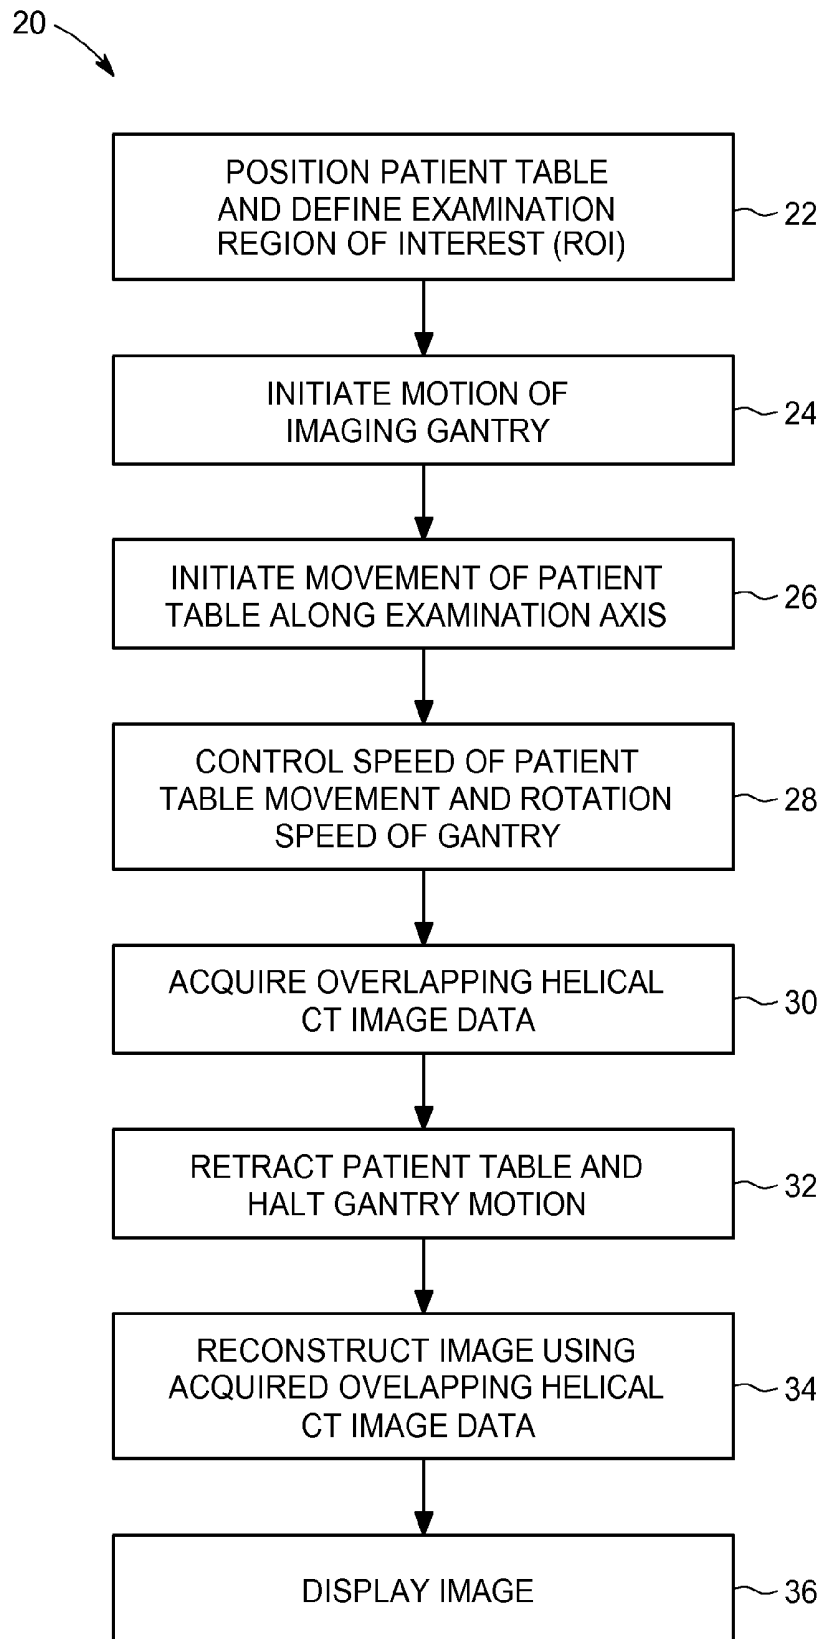 20
POSITION PATIENT TABLE
AND DEFINE EXAMINATION
REGION OF INTEREST (ROI)
22
INITIATE MOTION OF
IMAGING GANTRY
24
INITIATE MOVEMENT OF PATIENT
TABLE ALONG EXAMINATION AXIS
26
CONTROL SPEED OF PATIENT
TABLE MOVEMENT AND ROTATION
SPEED OF GANTRY
28
ACQUIRE OVERLAPPING HELICAL
CT IMAGE DATA
30
RETRACT PATIENT TABLE AND
HALT GANTRY MOTION
32
RECONSTRUCT IMAGE USING
ACQUIRED OVELAPPING HELICAL
CT IMAGE DATA
34
DISPLAY IMAGE
36